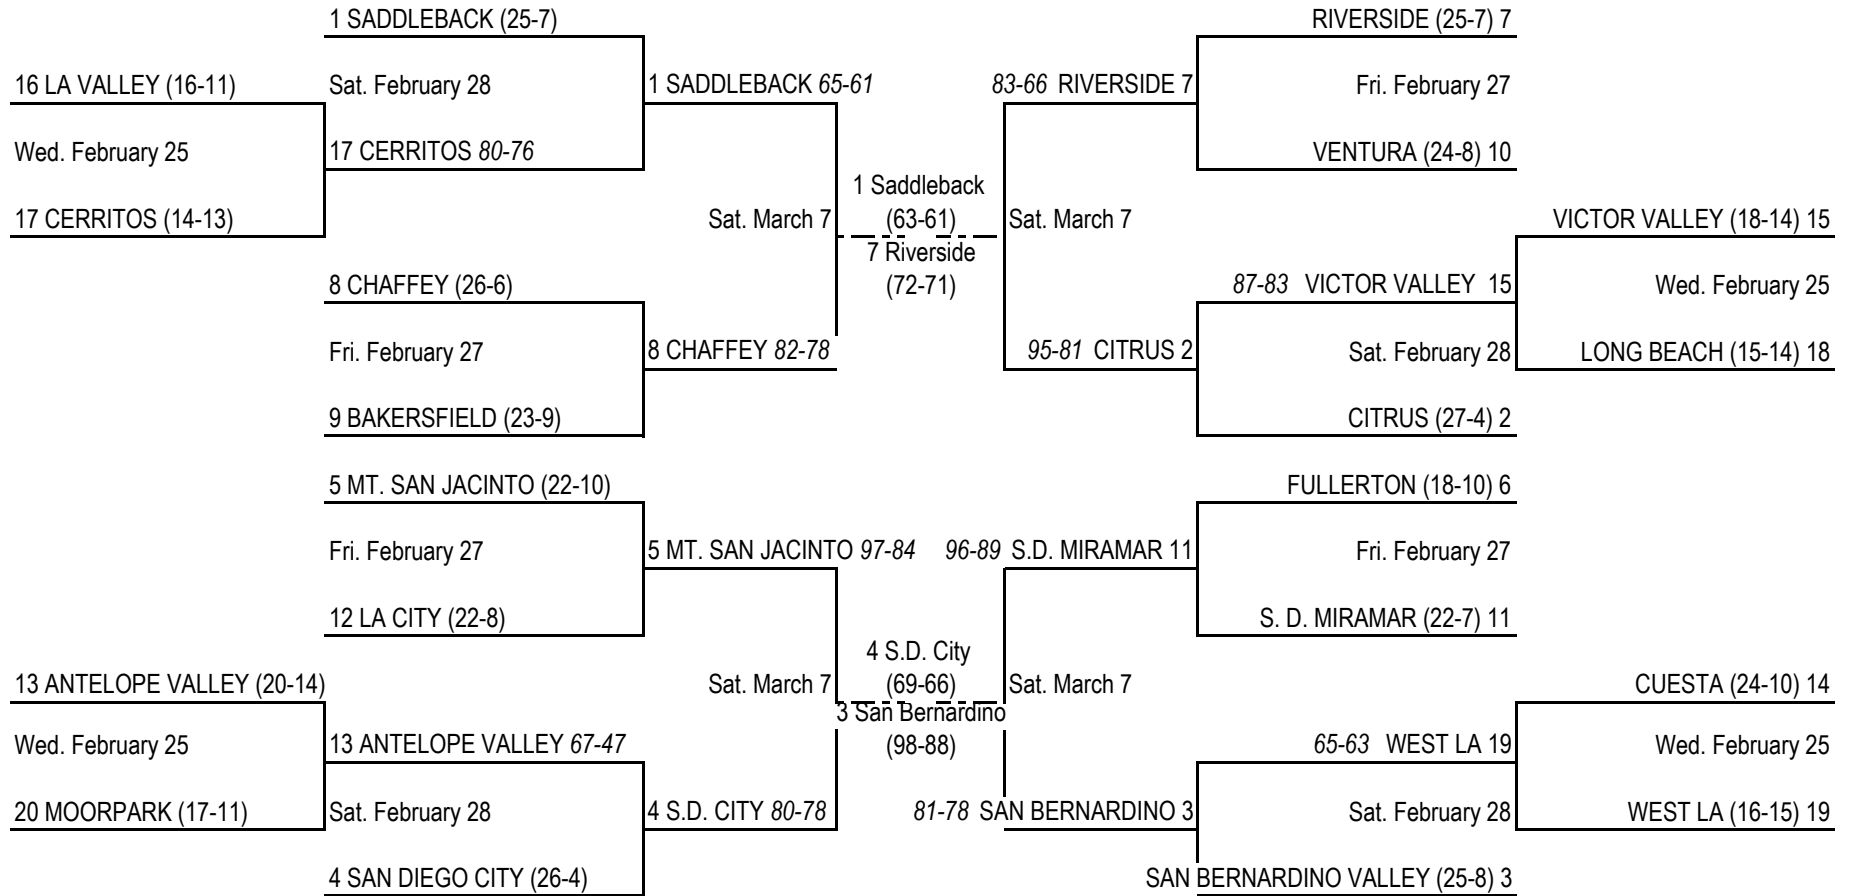 1 SADDLEBACK (25-7)
RIVERSIDE (25-7) 7
16 LA VALLEY (16-11)
Sat. February 28
1 SADDLEBACK 65-61
83-66 RIVERSIDE 7
Fri. February 27
Wed. February 25
17 CERRITOS 80-76
VENTURA (24-8) 10
1 Saddleback
17 CERRITOS (14-13)
Sat. March 7
(63-61)
Sat. March 7
VICTOR VALLEY (18-14) 15
7 Riverside
8 CHAFFEY (26-6)
(72-71)
87-83 VICTOR VALLEY 15
Wed. February 25
Fri. February 27
8 CHAFFEY 82-78
95-81 CITRUS 2
Sat. February 28
LONG BEACH (15-14) 18
9 BAKERSFIELD (23-9)
CITRUS (27-4) 2
5 MT. SAN JACINTO (22-10)
FULLERTON (18-10) 6
Fri. February 27
5 MT. SAN JACINTO 97-84
96-89 S.D. MIRAMAR 11
Fri. February 27
12 LA CITY (22-8)
S. D. MIRAMAR (22-7) 11
4 S.D. City
13 ANTELOPE VALLEY (20-14)
Sat. March 7
(69-66)
Sat. March 7
CUESTA (24-10) 14
3 San Bernardino
Wed. February 25
13 ANTELOPE VALLEY 67-47
(98-88)
65-63 WEST LA 19
Wed. February 25
20 MOORPARK (17-11)
Sat. February 28
4 S.D. CITY 80-78
81-78 SAN BERNARDINO 3
Sat. February 28
WEST LA (16-15) 19
4 SAN DIEGO CITY (26-4)
SAN BERNARDINO VALLEY (25-8) 3